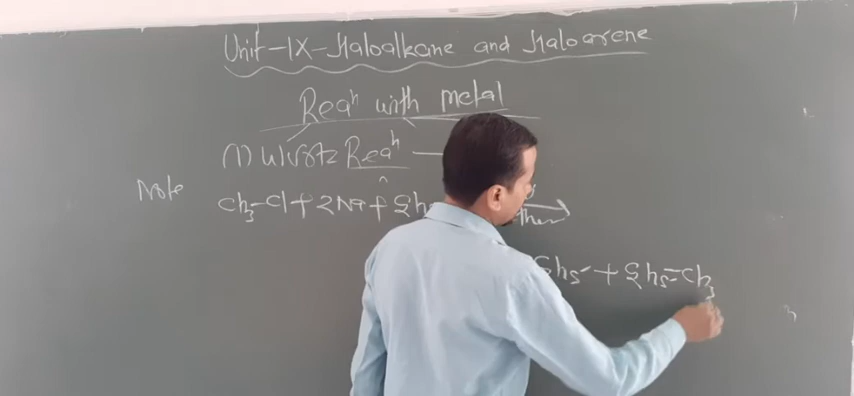 Unit-IX-Haloalkane and Haloarene
Reaⁿ with metal
(1) Wurtz Reaⁿ —
Note
CH₃-Cl + 2Na + C₂H
ther
C₂H₅- + C₂H₅-CH₃